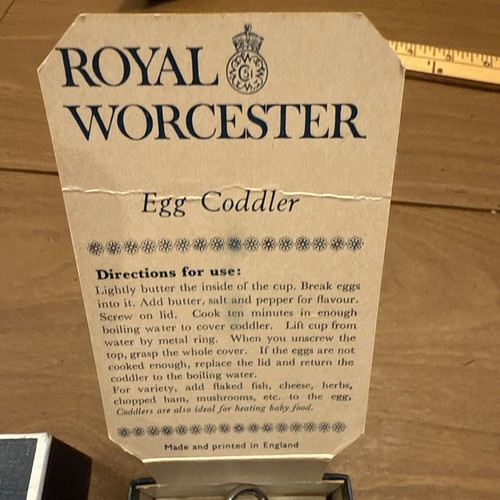 ROYAL
WORCESTER
Egg Coddler
Directions for use:
Lightly butter the inside of the cup. Break eggs
into it. Add butter, salt and pepper for flavour.
Screw on lid. Cook ten minutes in enough
boiling water to cover coddler. Lift cup from
water by metal ring. When you unscrew the
top, grasp the whole cover. If the eggs are not
cooked enough, replace the lid and return the
coddler to the boiling water.
For variety, add flaked fish, cheese, herbs,
chopped ham, mushrooms, etc. to the egg,
Coddlers are also ideal for heating baby food.
Made and printed in England